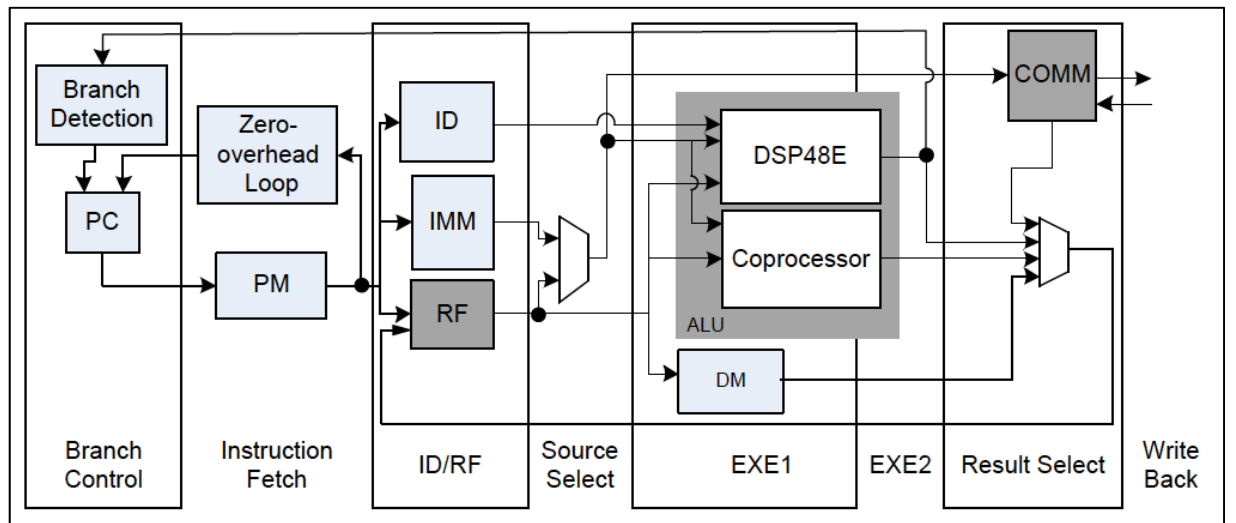 Branch
Detection
Zero-
overhead
Loop
PC
PM
ID
IMM
RF
DSP48E
Coprocessor
ALU
DM
COMM
Branch
Control
Instruction
Fetch
ID/RF
Source
Select
EXE1
EXE2
Result Select
Write
Back